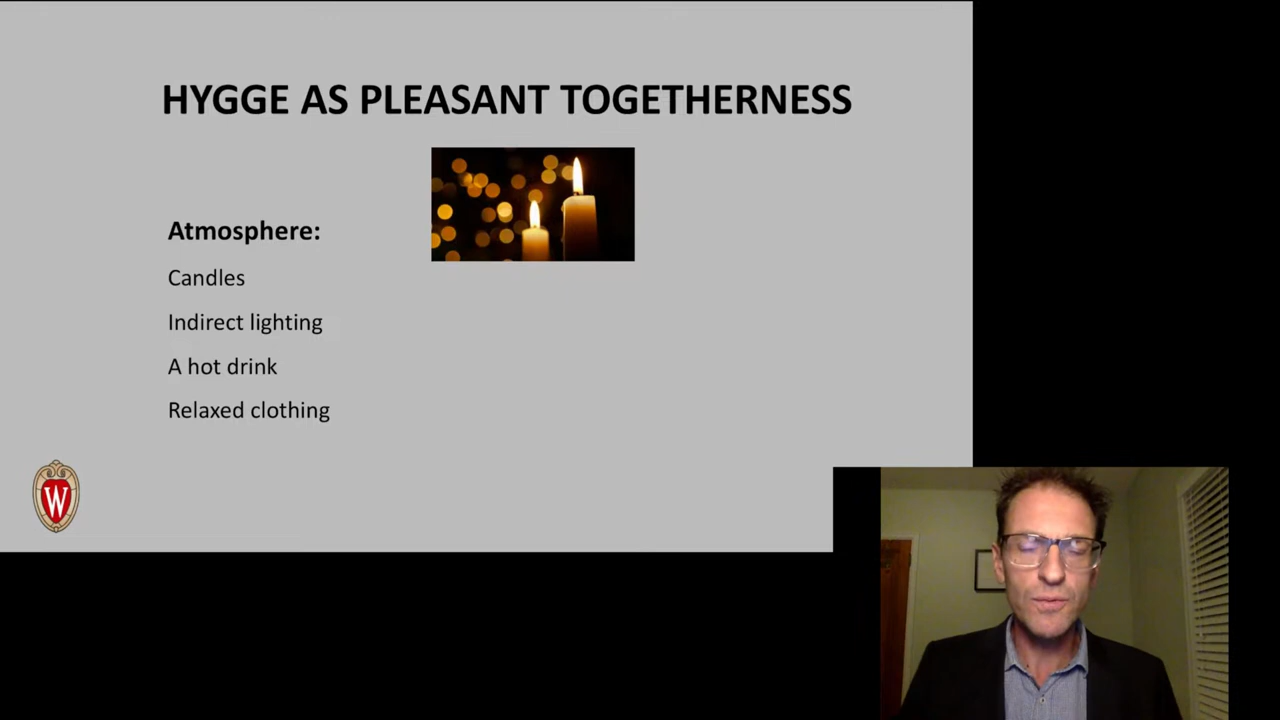 HYGGE AS PLEASANT TOGETHERNESS
Atmosphere:
Candles
Indirect lighting
A hot drink
Relaxed clothing
W